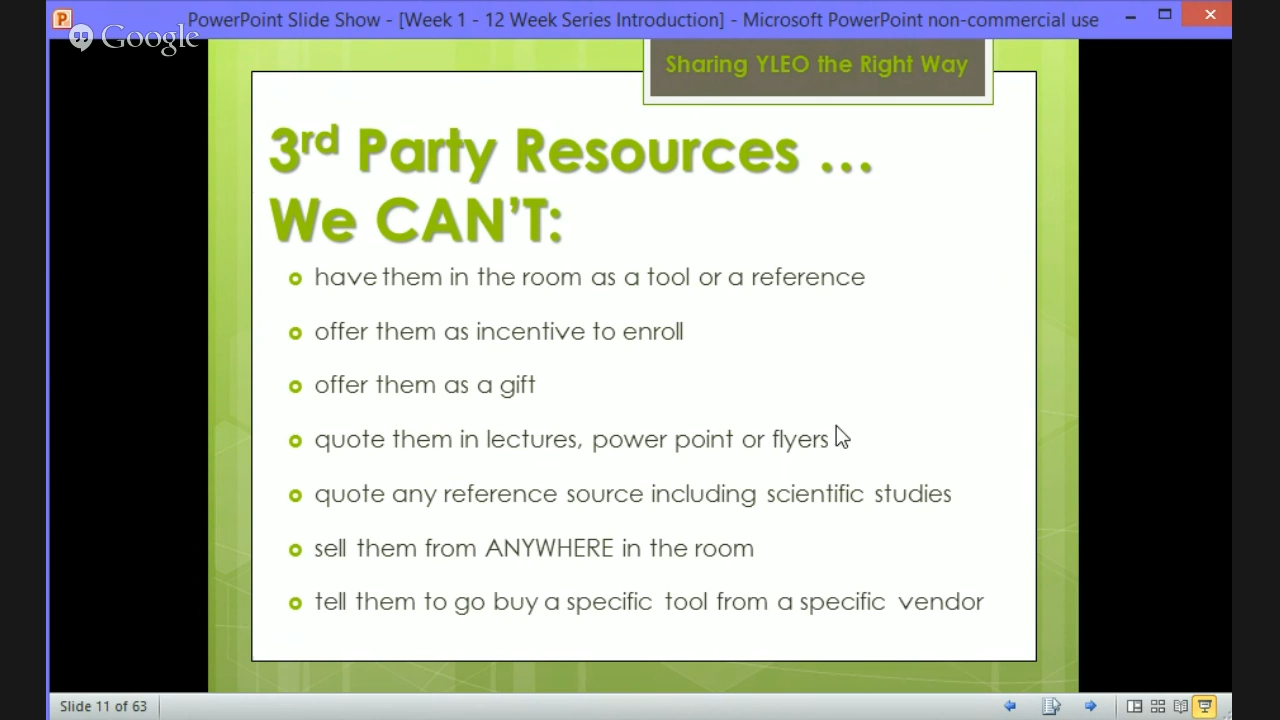 PowerPoint Slide Show - [Week 1 - 12 Week Series Introduction] - Microsoft PowerPoint non-commercial use
Google
Sharing YLEO the Right Way
3rd Party Resources …
We CAN'T:
have them in the room as a tool or a reference
offer them as incentive to enroll
offer them as a gift
quote them in lectures, power point or flyers
quote any reference source including scientific studies
sell them from ANYWHERE in the room
tell them to go buy a specific tool from a specific vendor
Slide 11 of 63